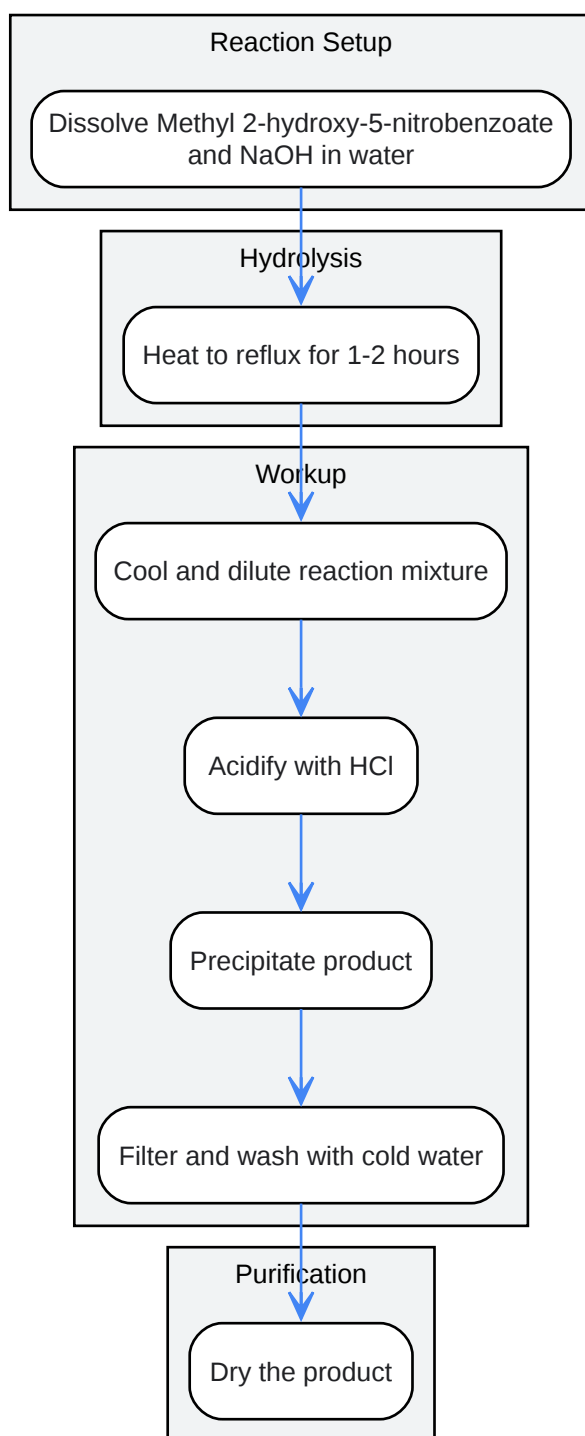 Reaction Setup
Dissolve Methyl 2-hydroxy-5-nitrobenzoate
and NaOH in water
Hydrolysis
Heat to reflux for 1-2 hours
Workup
Cool and dilute reaction mixture
Acidify with HCl
Precipitate product
Filter and wash with cold water
Purification
Dry the product